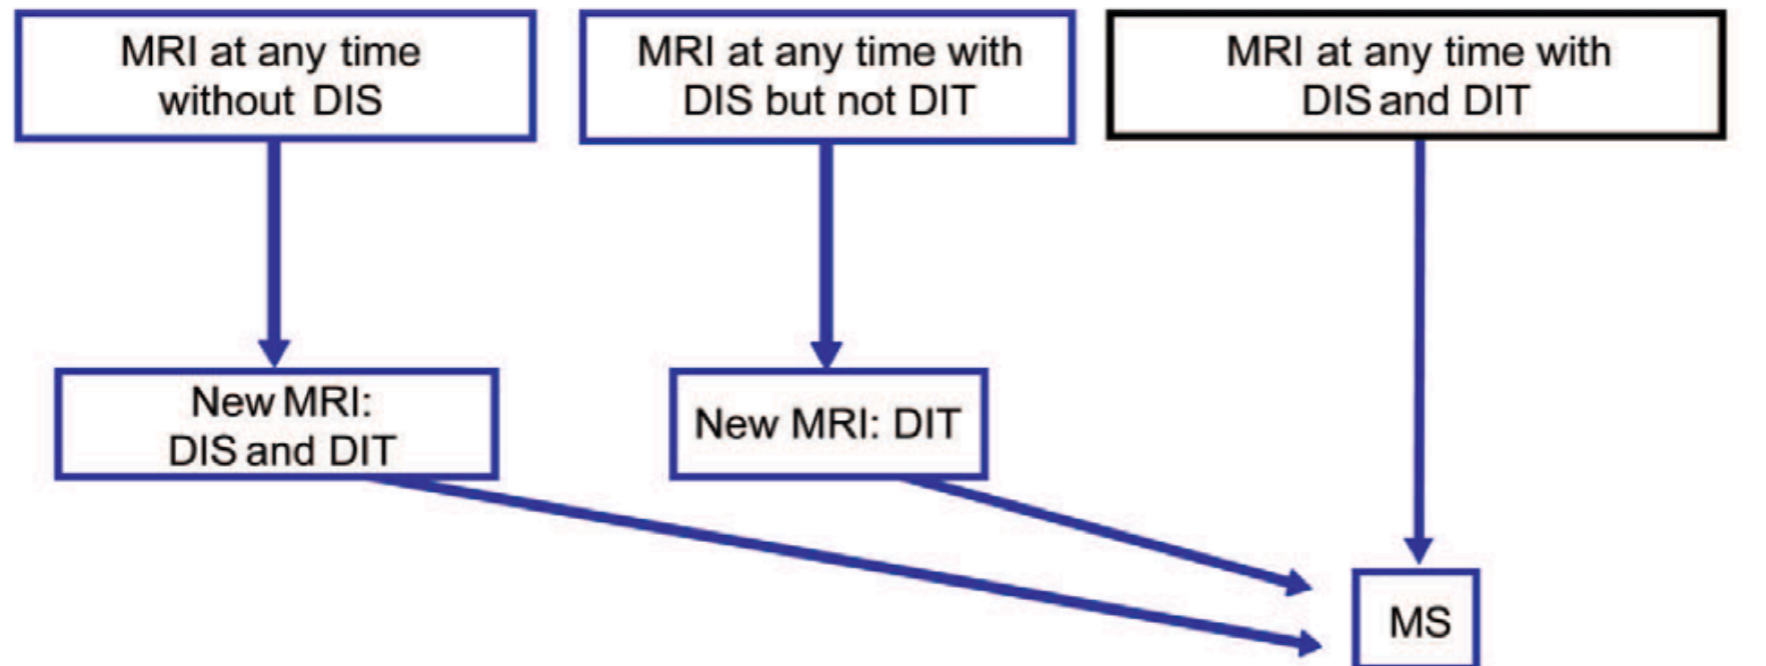 MRI at any time
without DIS
MRI at any time with
DIS but not DIT
MRI at any time with
DIS and DIT
New MRI:
DIS and DIT
New MRI: DIT
MS